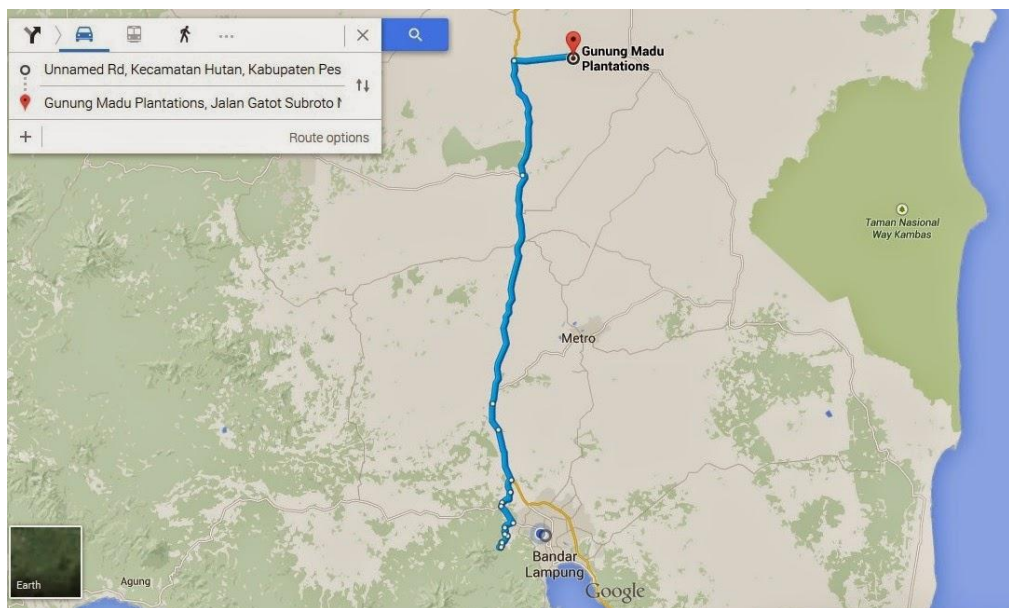 Unnamed Rd, Kecamatan Hutan, Kabupaten Pes
Gunung Madu Plantations, Jalan Gatot Subroto
Route options
Gunung Madu
Plantations
Taman Nasional
Way Kambas
Metro
Bandar
Lampung
Google
Agung
Earth